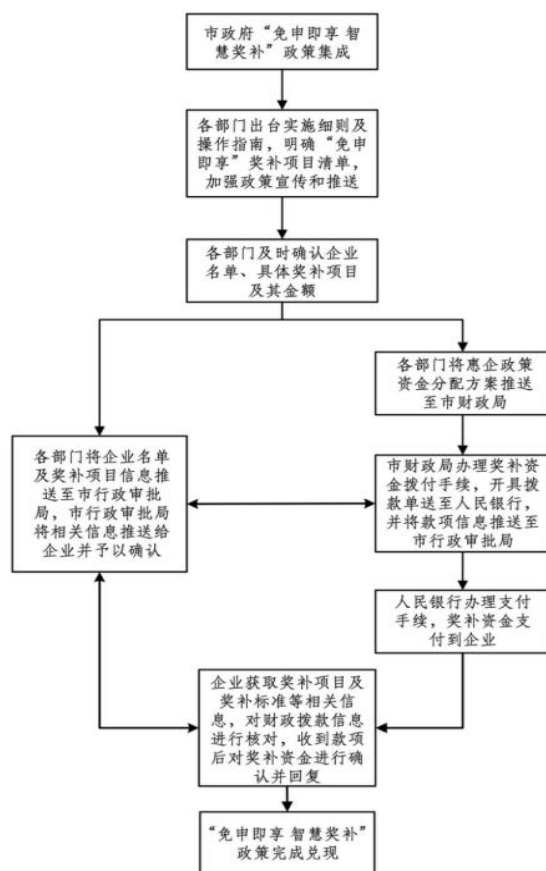 市政府“免申即享 智
慧奖补”政策集成
各部门出台实施细则及
操作指南，明确“免申
即享”奖补项目清单，
加强政策宣传和推送
各部门及时确认企业
名单、具体奖补项目
及其金额
各部门将惠企政策
资金分配方案推送
至市财政局
各部门将企业名单
及奖补项目信息推
送至市行政审批
局，市行政审批局
将相关信息推送给
企业并予以确认
市财政局办理奖补资
金拨付手续，开具拨
款单送至人民银行，
并将款项信息推送至
市行政审批局
人民银行办理支付
手续，奖补资金支
付到企业
企业获取奖补项目及
奖补标准等相关信
息，对财政拨款信息
进行核对，收到款项
后对奖补资金进行确
认并回复
“免申即享 智慧奖补”
政策完成兑现